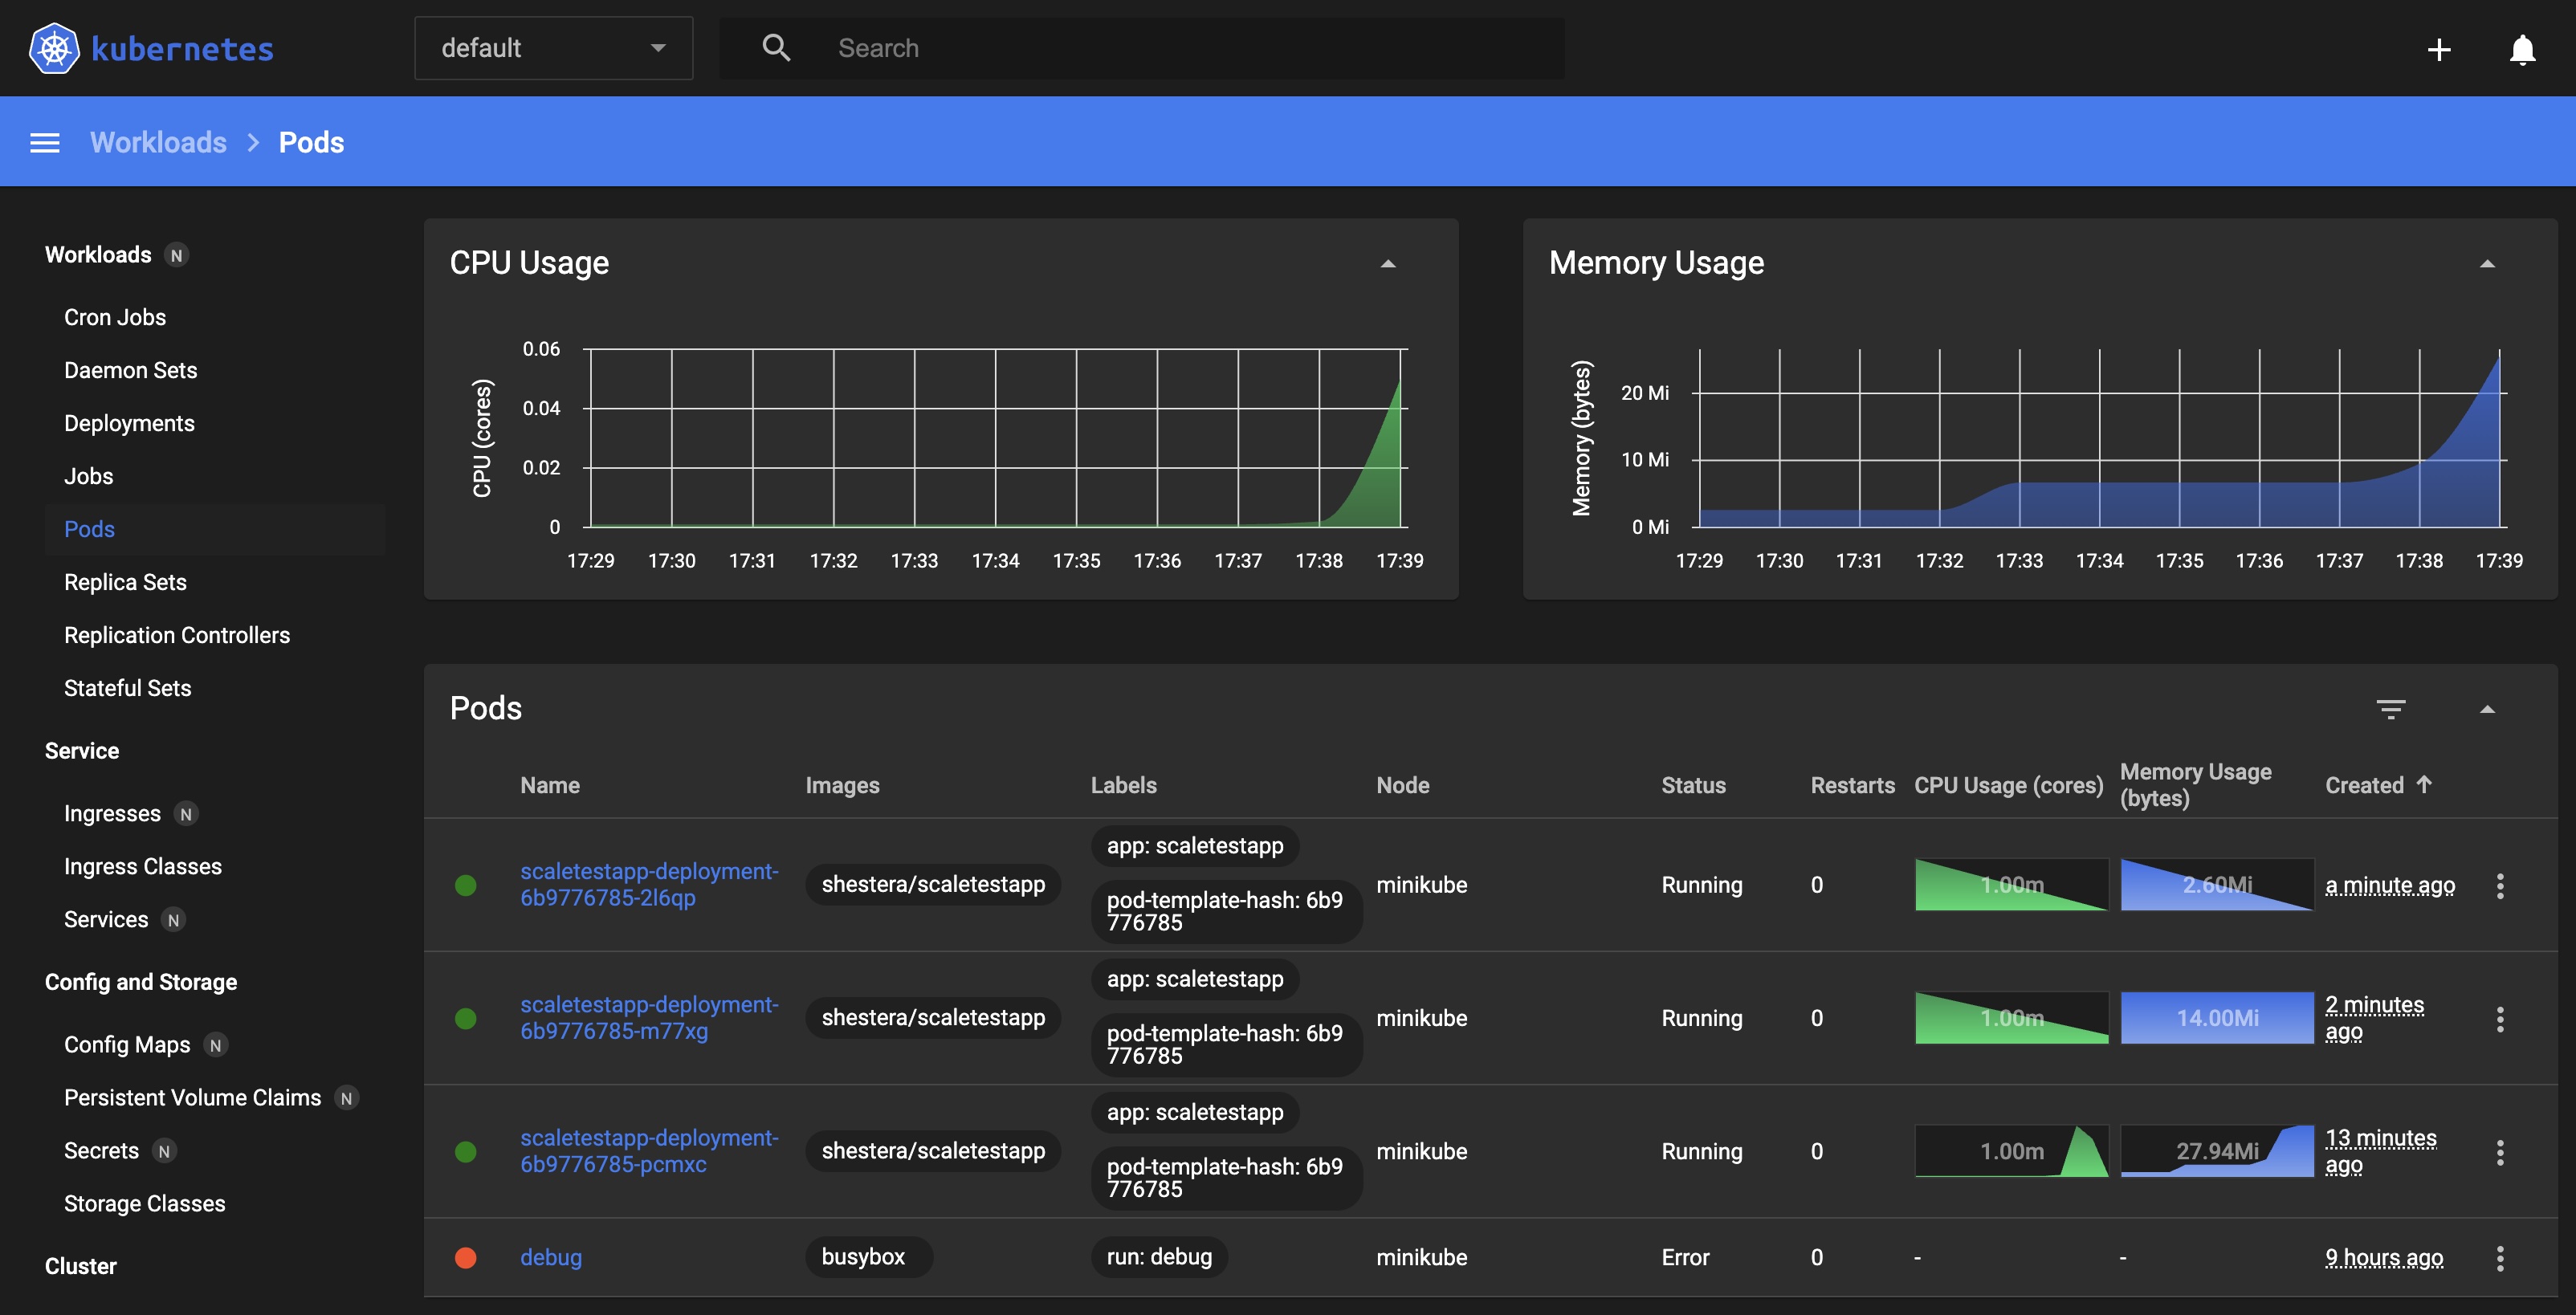 kubernetes
default
Search
Workloads > Pods
Workloads N
Cron Jobs
Daemon Sets
Deployments
Jobs
Pods
Replica Sets
Replication Controllers
Stateful Sets
Service
Ingresses N
Ingress Classes
Services N
Config and Storage
Config Maps N
Persistent Volume Claims N
Secrets N
Storage Classes
Cluster
CPU Usage
CPU (cores)
0.06
0.04
0.02
0
17:29 17:30 17:31 17:32 17:33 17:34 17:35 17:36 17:37 17:38 17:39
Memory Usage
Memory (bytes)
20 Mi
10 Mi
0 Mi
17:29 17:30 17:31 17:32 17:33 17:34 17:35 17:36 17:37 17:38 17:39
Pods
Name Images Labels Node Status Restarts CPU Usage (cores) Memory Usage
(bytes) Created
scaletestapp-deployment-
6b9776785-2l6qp
shestera/scaletestapp
app: scaletestapp
pod-template-hash: 6b9
776785
minikube Running 0 1.00m 2.60Mi a minute ago
scaletestapp-deployment-
6b9776785-m77xg
shestera/scaletestapp
app: scaletestapp
pod-template-hash: 6b9
776785
minikube Running 0 1.00m 14.00Mi 2 minutes
ago
scaletestapp-deployment-
6b9776785-pcmxc
shestera/scaletestapp
app: scaletestapp
pod-template-hash: 6b9
776785
minikube Running 0 1.00m 27.94Mi 13 minutes
ago
debug busybox run: debug minikube Error 0 - - 9 hours ago